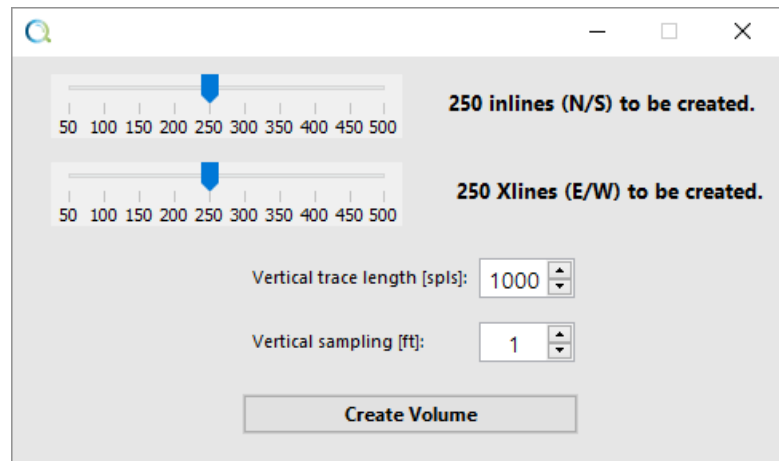 50 100 150 200 250 300 350 400 450 500
250 inlines (N/S) to be created.
50 100 150 200 250 300 350 400 450 500
250 Xlines (E/W) to be created.
Vertical trace length [spls]: 1000
Vertical sampling [ft]: 1
Create Volume